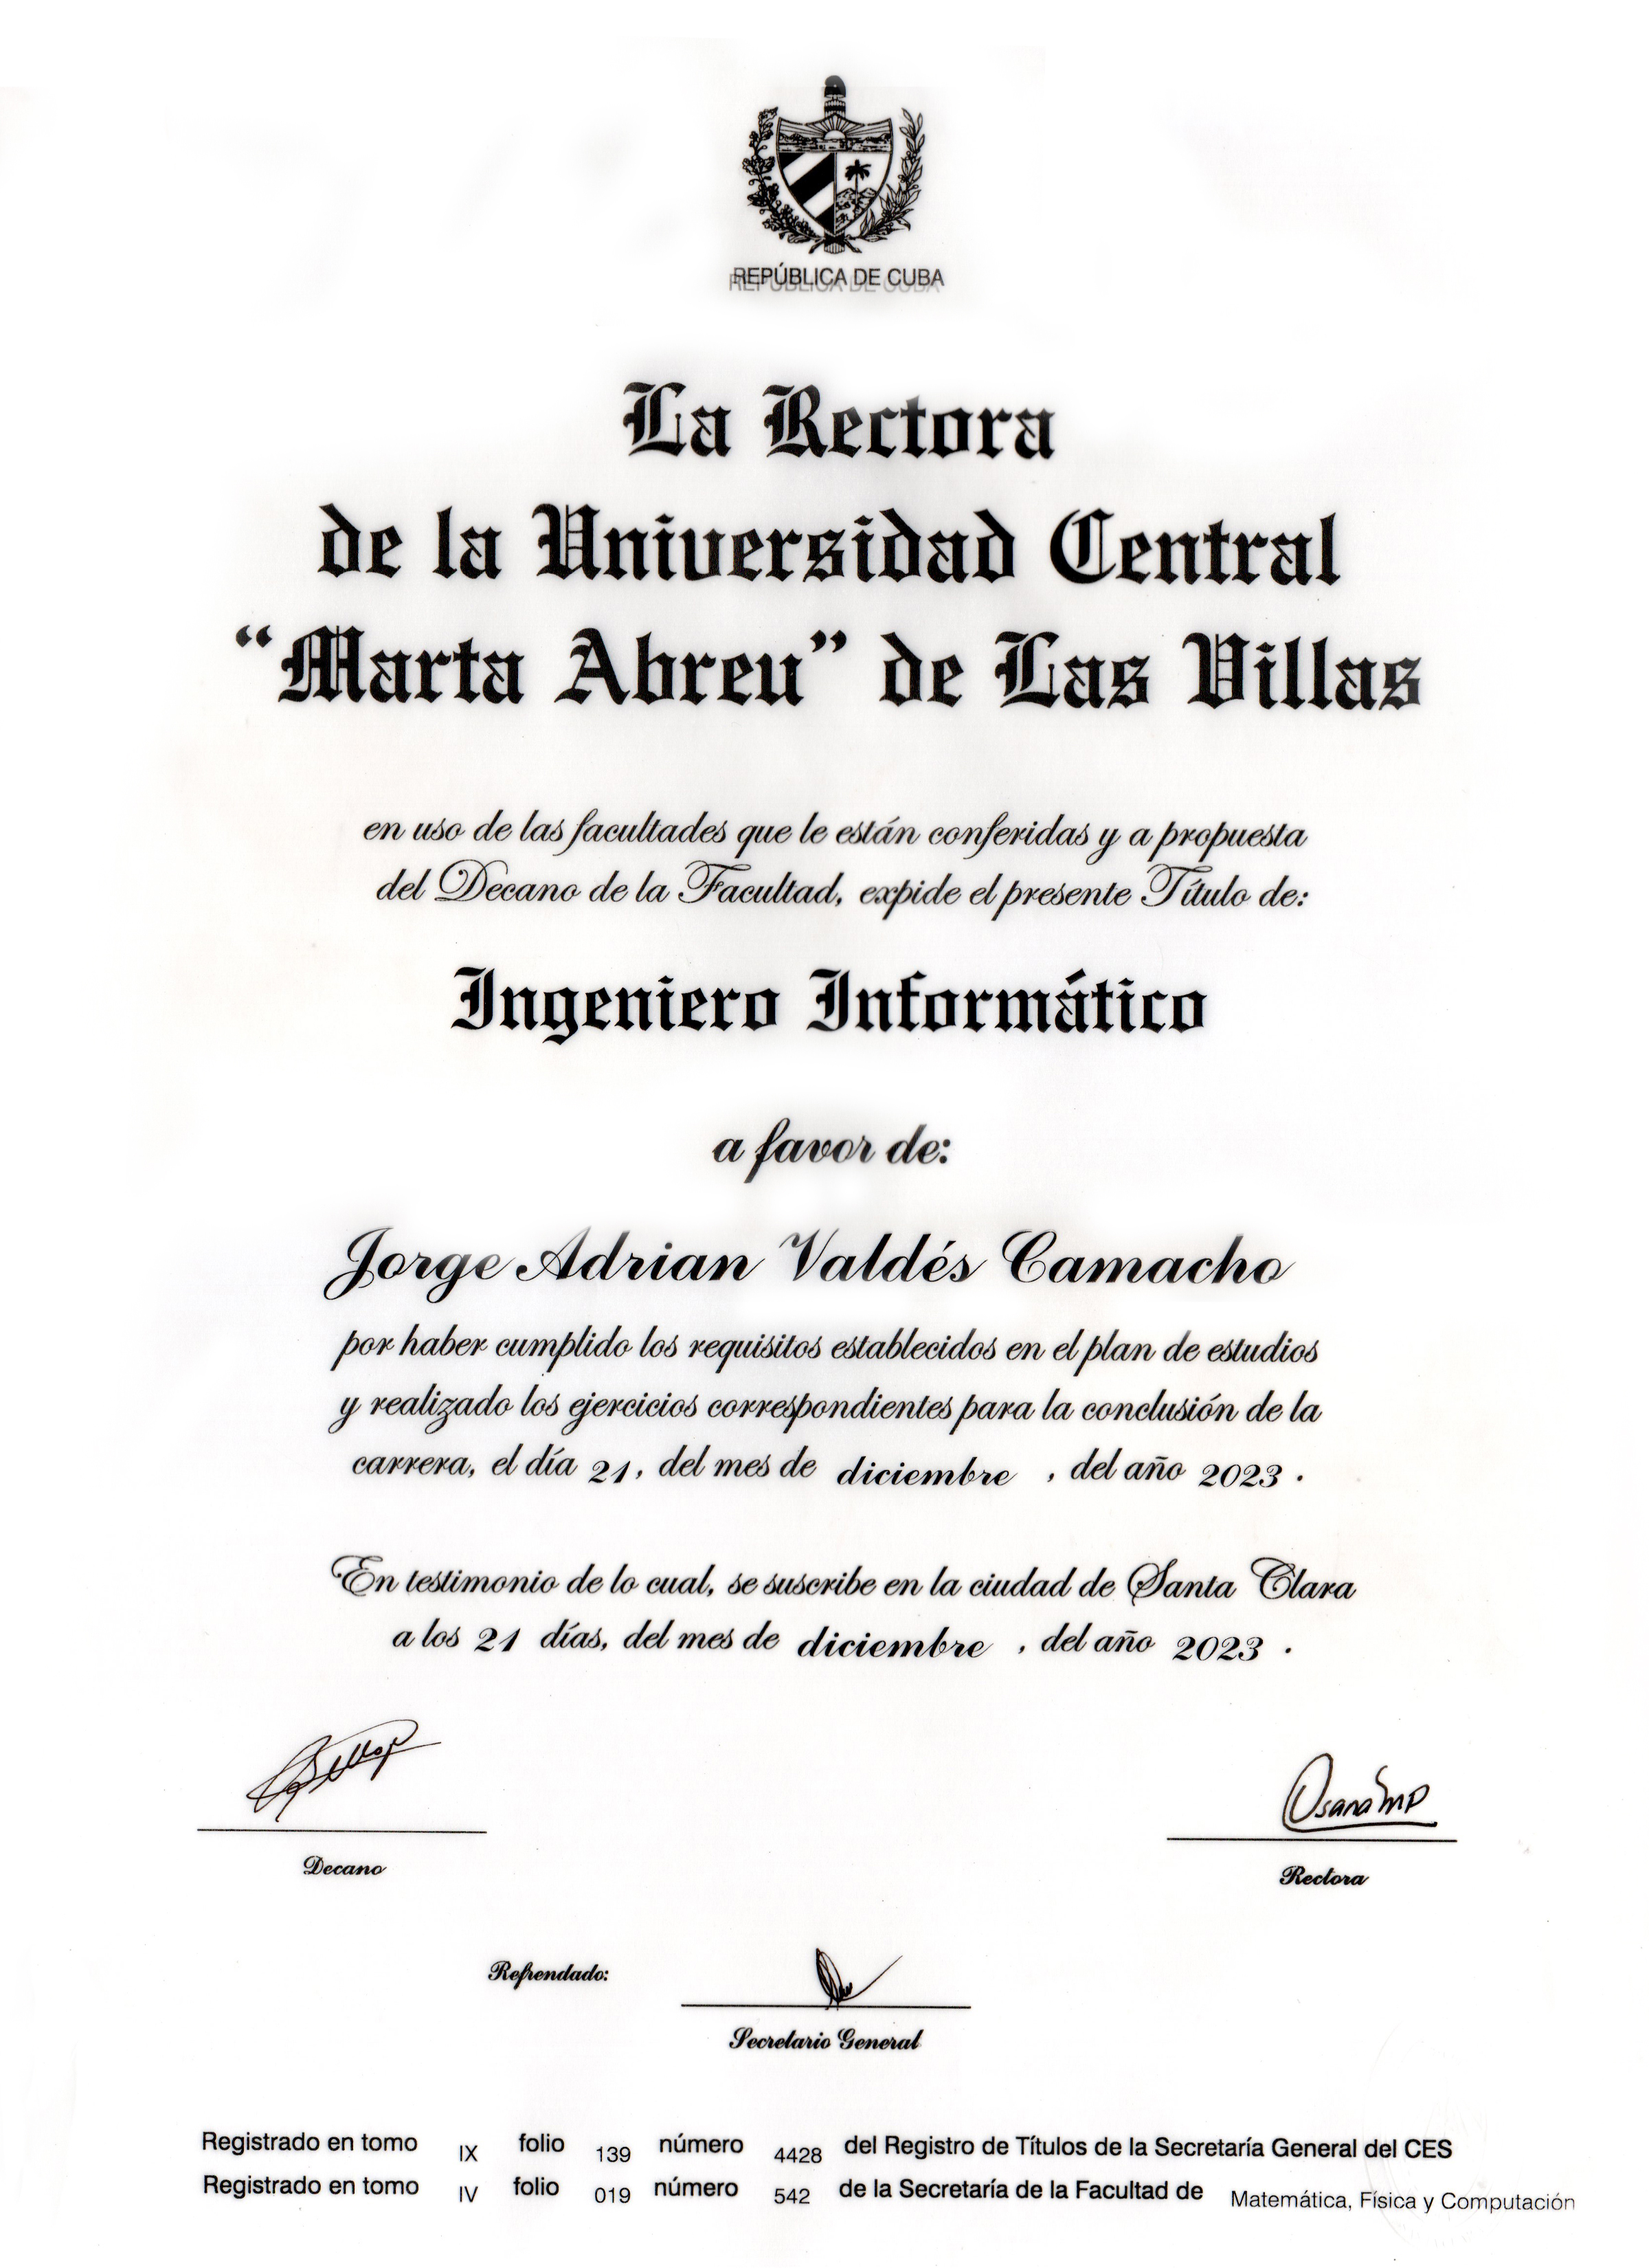 REPÚBLICA DE CUBA
La Rectora
de la Universidad Central
“Marta Abreu” de Las Villas
en uso de las facultades que le están conferidas y a propuesta
del Decano de la Facultad, expide el presente Título de:
Ingeniero Informático
a favor de:
Jorge Adrian Valdés Camacho
por haber cumplido los requisitos establecidos en el plan de estudios
y realizado los ejercicios correspondientes para la conclusión de la
carrera, el día 21, del mes de diciembre , del año 2023 .
En testimonio de lo cual, se suscribe en la ciudad de Santa Clara
a los 21 días, del mes de diciembre , del año 2023 .
Decano
Rectora
Refrendado:
Secretario General
Registrado en tomo IX folio 139 número 4428 del Registro de Títulos de la Secretaría General del CES
Registrado en tomo IV folio 019 número 542 de la Secretaría de la Facultad de Matemática, Física y Computación